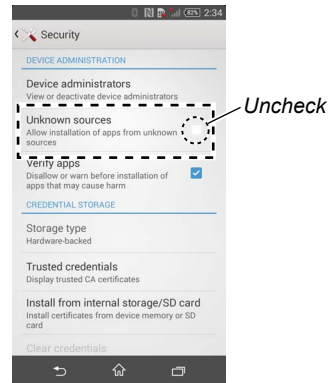 82% 2:34
Security
DEVICE ADMINISTRATION
Device administrators
View or deactivate device administrators
Unknown sources
Allow installation of apps from unknown
sources
Uncheck
Verify apps
Disallow or warn before installation of
apps that may cause harm
CREDENTIAL STORAGE
Storage type
Hardware-backed
Trusted credentials
Display trusted CA certificates
Install from internal storage/SD card
Install certificates from device memory or SD
card
Clear credentials